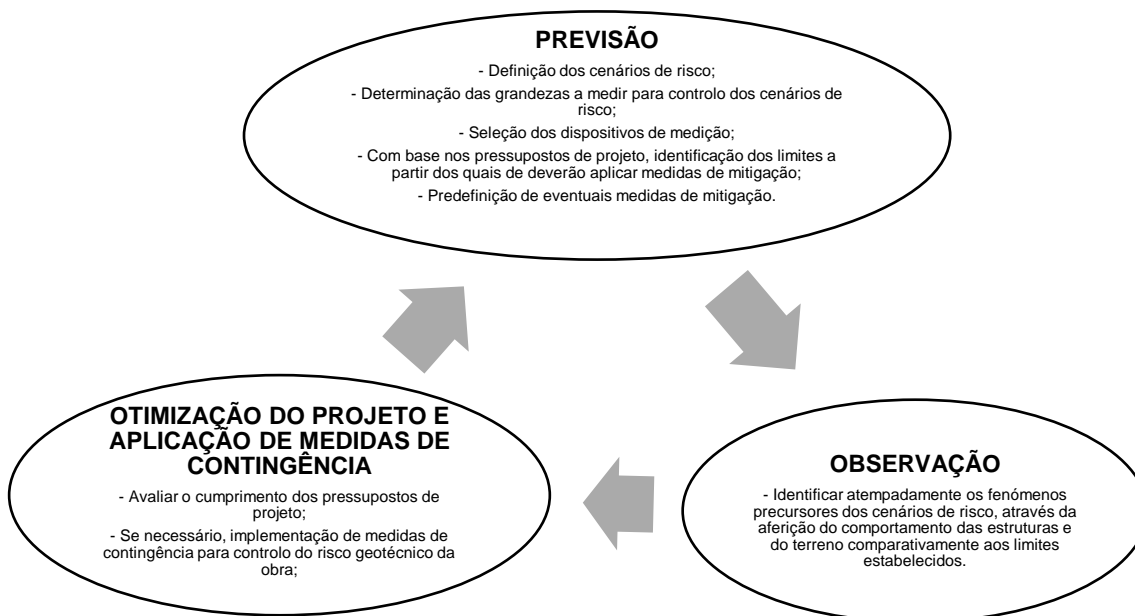 PREVISÃO
- Definição dos cenários de risco;
- Determinação das grandezas a medir para controlo dos cenários de
risco;
- Seleção dos dispositivos de medição;
- Com base nos pressupostos de projeto, identificação dos limites a
partir dos quais de deverão aplicar medidas de mitigação;
- Predefinição de eventuais medidas de mitigação.
OTIMIZAÇÃO DO PROJETO E
APLICAÇÃO DE MEDIDAS DE
CONTINGÊNCIA
- Avaliar o cumprimento dos pressupostos de
projeto;
- Se necessário, implementação de medidas de
contingência para controlo do risco geotécnico da
obra;
OBSERVAÇÃO
- Identificar atempadamente os fenómenos
precursores dos cenários de risco, através da
aferição do comportamento das estruturas e
do terreno comparativamente aos limites
estabelecidos.